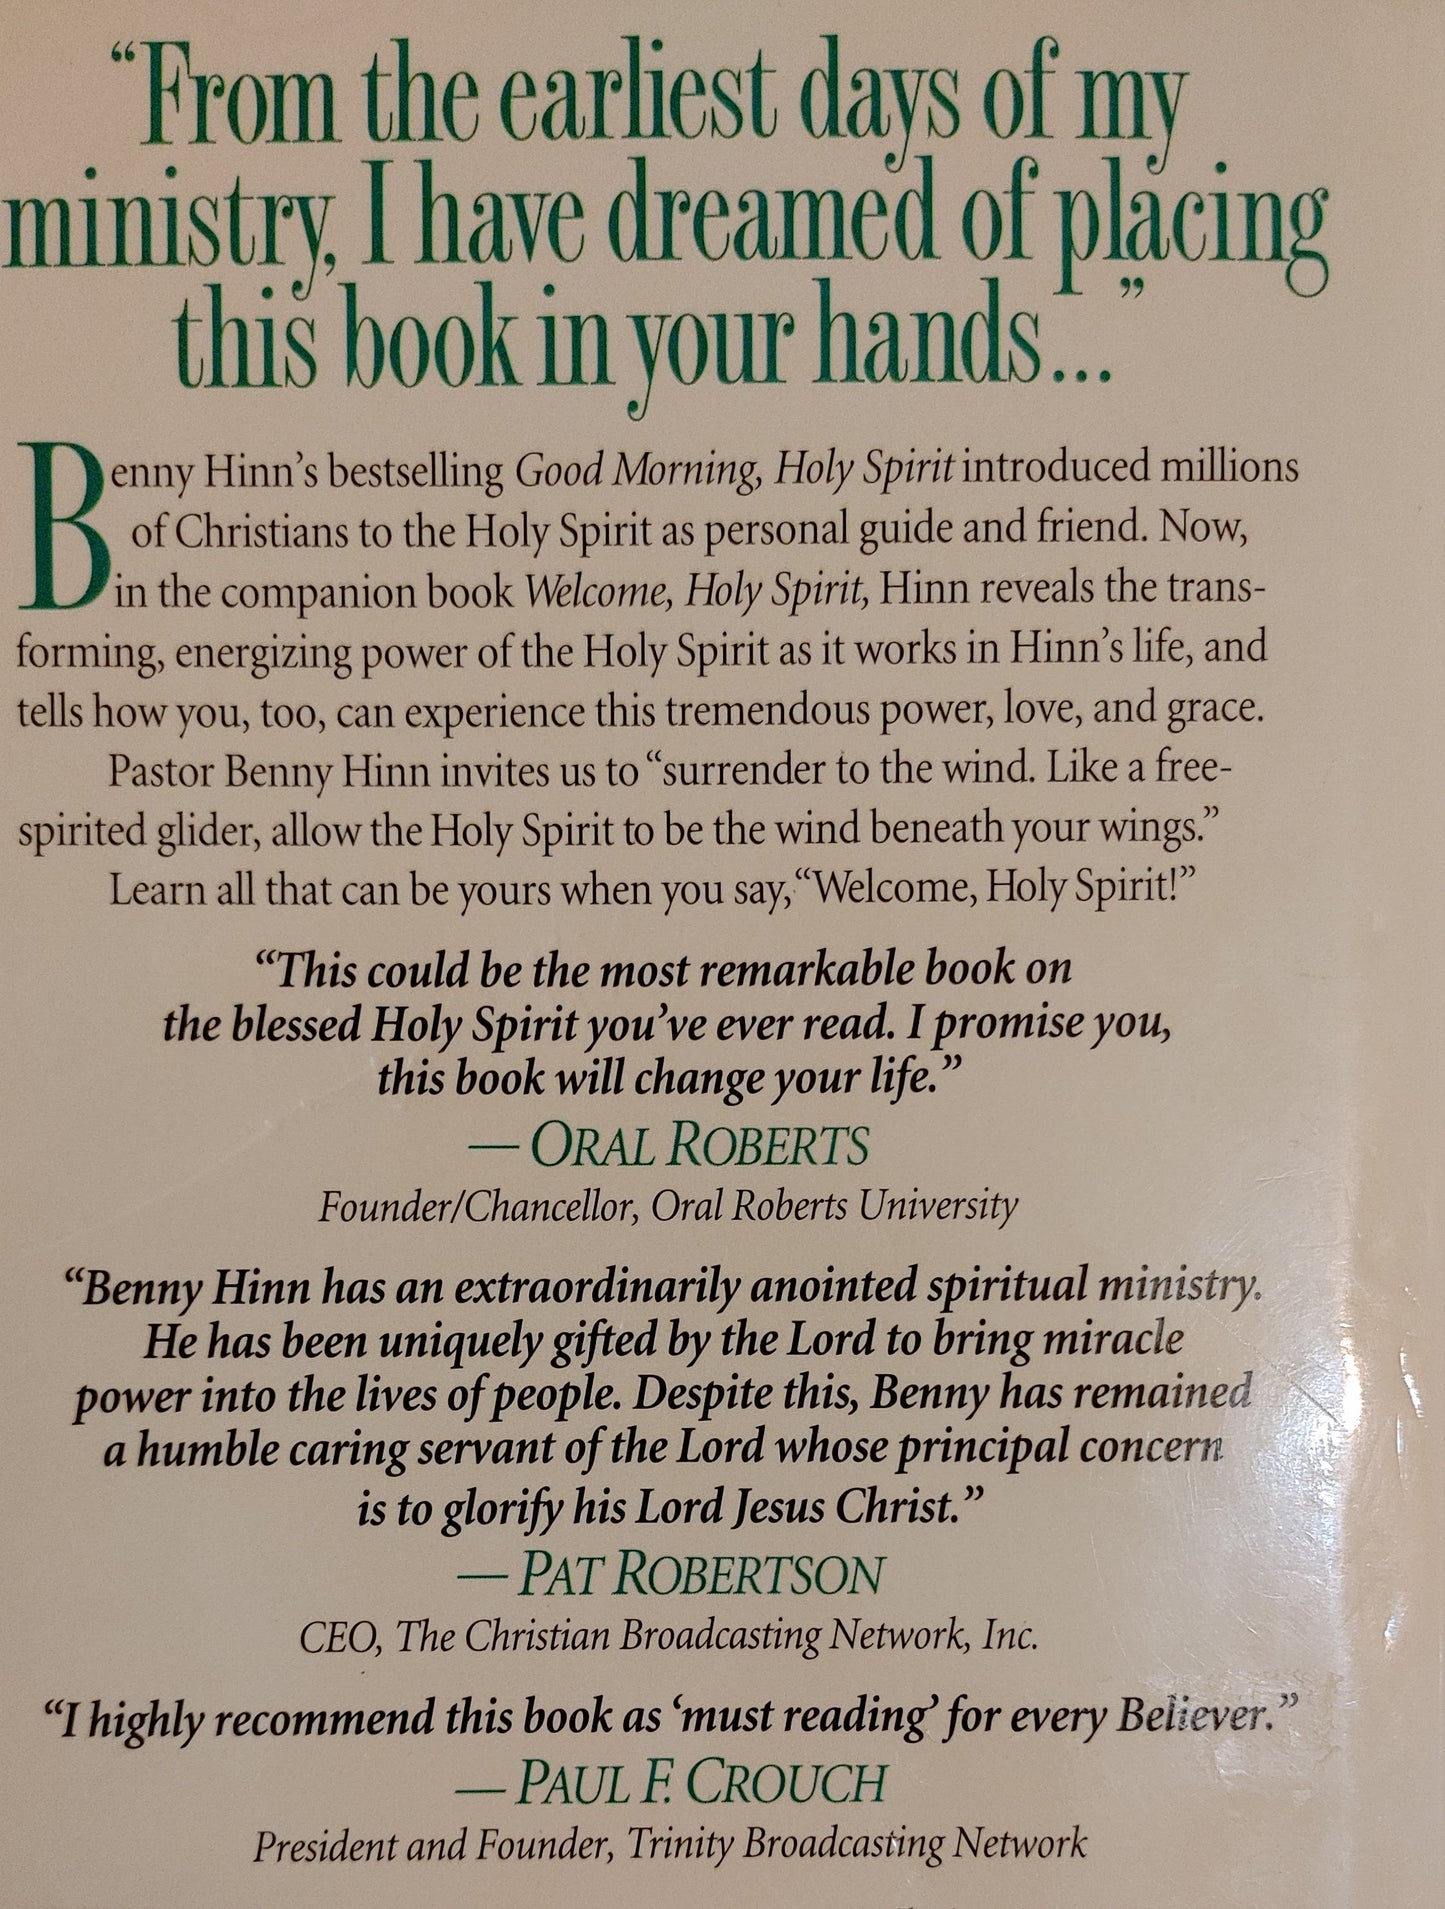 “From the earliest days of my
ministry, I have dreamed of placing
this book in your hands...”
Benny Hinn’s bestselling Good Morning, Holy Spirit introduced millions
of Christians to the Holy Spirit as personal guide and friend. Now,
in the companion book Welcome, Holy Spirit, Hinn reveals the trans-
forming, energizing power of the Holy Spirit as it works in Hinn’s life, and
tells how you, too, can experience this tremendous power, love, and grace.
Pastor Benny Hinn invites us to “surrender to the wind. Like a free-
spirited glider, allow the Holy Spirit to be the wind beneath your wings.”
Learn all that can be yours when you say, “Welcome, Holy Spirit!”
“This could be the most remarkable book on
the blessed Holy Spirit you’ve ever read. I promise you,
this book will change your life.”
— ORAL ROBERTS
Founder/Chancellor, Oral Roberts University
“Benny Hinn has an extraordinarily anointed spiritual ministry.
He has been uniquely gifted by the Lord to bring miracle
power into the lives of people. Despite this, Benny has remained
a humble caring servant of the Lord whose principal concern
is to glorify his Lord Jesus Christ.”
— PAT ROBERTSON
CEO, The Christian Broadcasting Network, Inc.
“I highly recommend this book as ‘must reading’ for every Believer.”
— PAUL F. CROUCH
President and Founder, Trinity Broadcasting Network